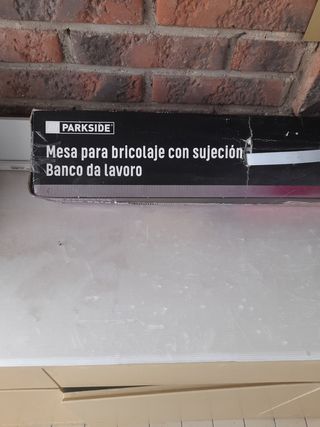 PARKSIDE
Mesa para bricolaje con sujeción
Banco da lavoro